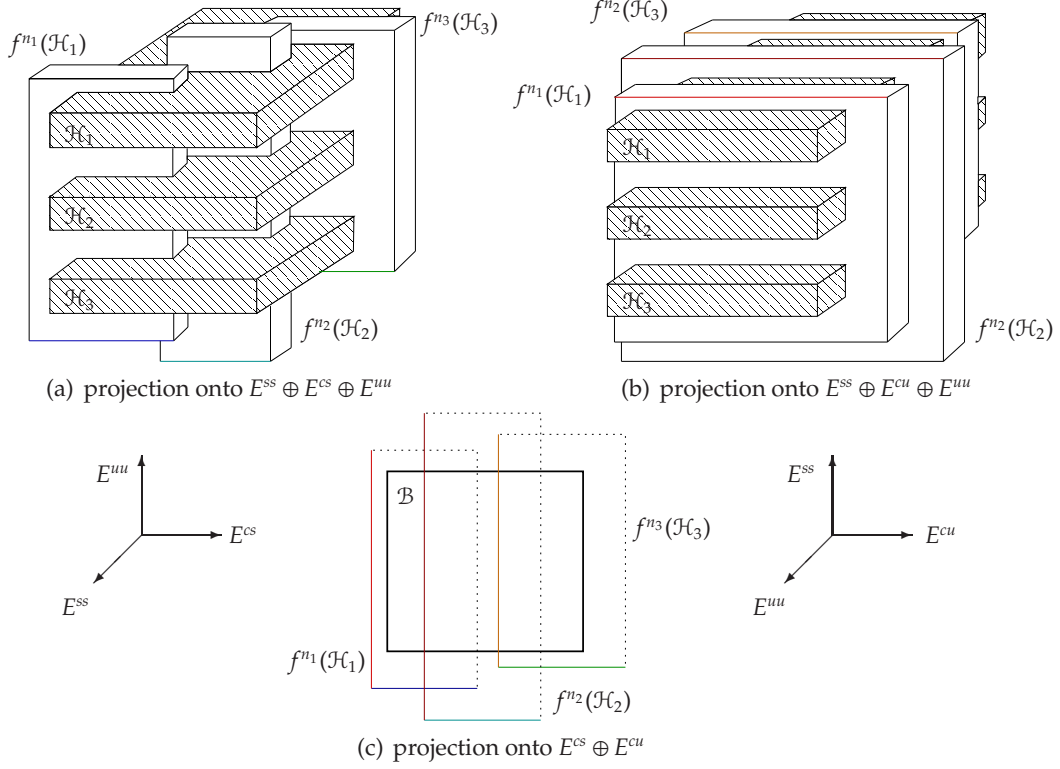 f^{n_1}(ℋ_1)
f^{n_3}(ℋ_3)
ℋ_1
ℋ_2
ℋ_3
f^{n_2}(ℋ_2)
(a) projection onto E^{ss} ⊕ E^{cs} ⊕ E^{uu}
f^{n_2}(ℋ_3)
f^{n_1}(ℋ_1)
ℋ_1
ℋ_2
ℋ_3
f^{n_2}(ℋ_2)
(b) projection onto E^{ss} ⊕ E^{cu} ⊕ E^{uu}
E^{uu}
E^{cs}
E^{ss}
ℬ
f^{n_3}(ℋ_3)
f^{n_1}(ℋ_1)
f^{n_2}(ℋ_2)
(c) projection onto E^{cs} ⊕ E^{cu}
E^{ss}
E^{cu}
E^{uu}